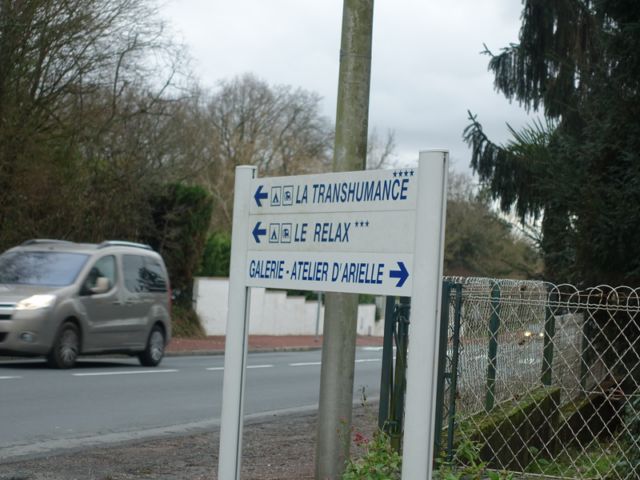 LA TRANSHUMANCE ****
LE RELAX ***
GALERIE - ATELIER D'ARIELLE